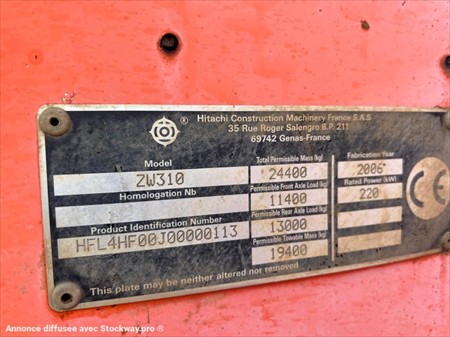 Hitachi Construction Machinery France S.A.S
35 Rue Roger Salengro B.P. 211
69742 Genas-France
®
Model
ZW310
Homologation Nb
Product Identification Number
HFL4HF00J00000113
Total Permissible Mass (kg)
24400
Permissible Front Axle Load (kg)
11400
Permissible Rear Axle Load (kg)
13000
Permissible Towable Mass (kg)
19400
Fabrication Year
2006
Rated Power (kW)
220
CE
This plate may be neither altered nor removed
Annonce diffusée avec Stockway.pro ®